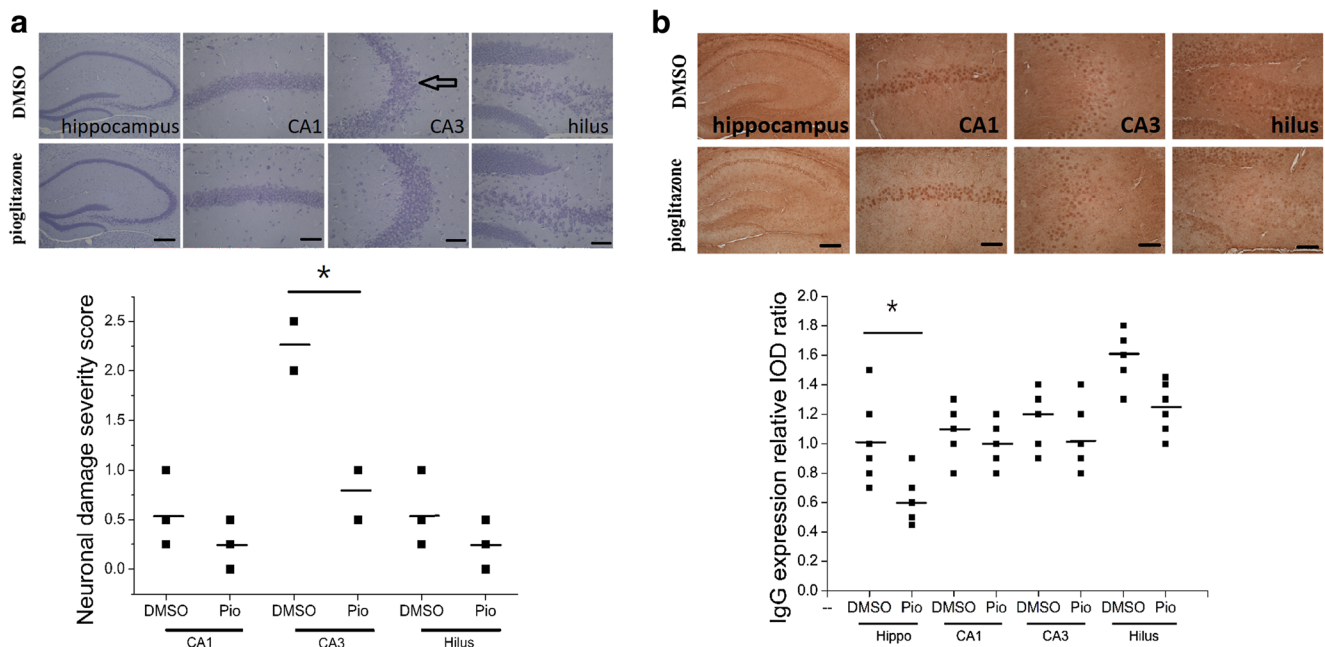 a
DMSO
hippocampus
CA1
CA3
hilus
pioglitazone
*
Neuronal damage severity score
2.5
2.0
1.5
1.0
0.5
0.0
DMSO Pio DMSO Pio DMSO Pio
CA1 CA3 Hilus
b
DMSO
hippocampus
CA1
CA3
hilus
pioglitazone
*
IgG expression relative IOD ratio
2.0
1.8
1.6
1.4
1.2
1.0
0.8
0.6
0.4
0.2
0.0
-- DMSO Pio DMSO Pio DMSO Pio DMSO Pio
Hippo CA1 CA3 Hilus